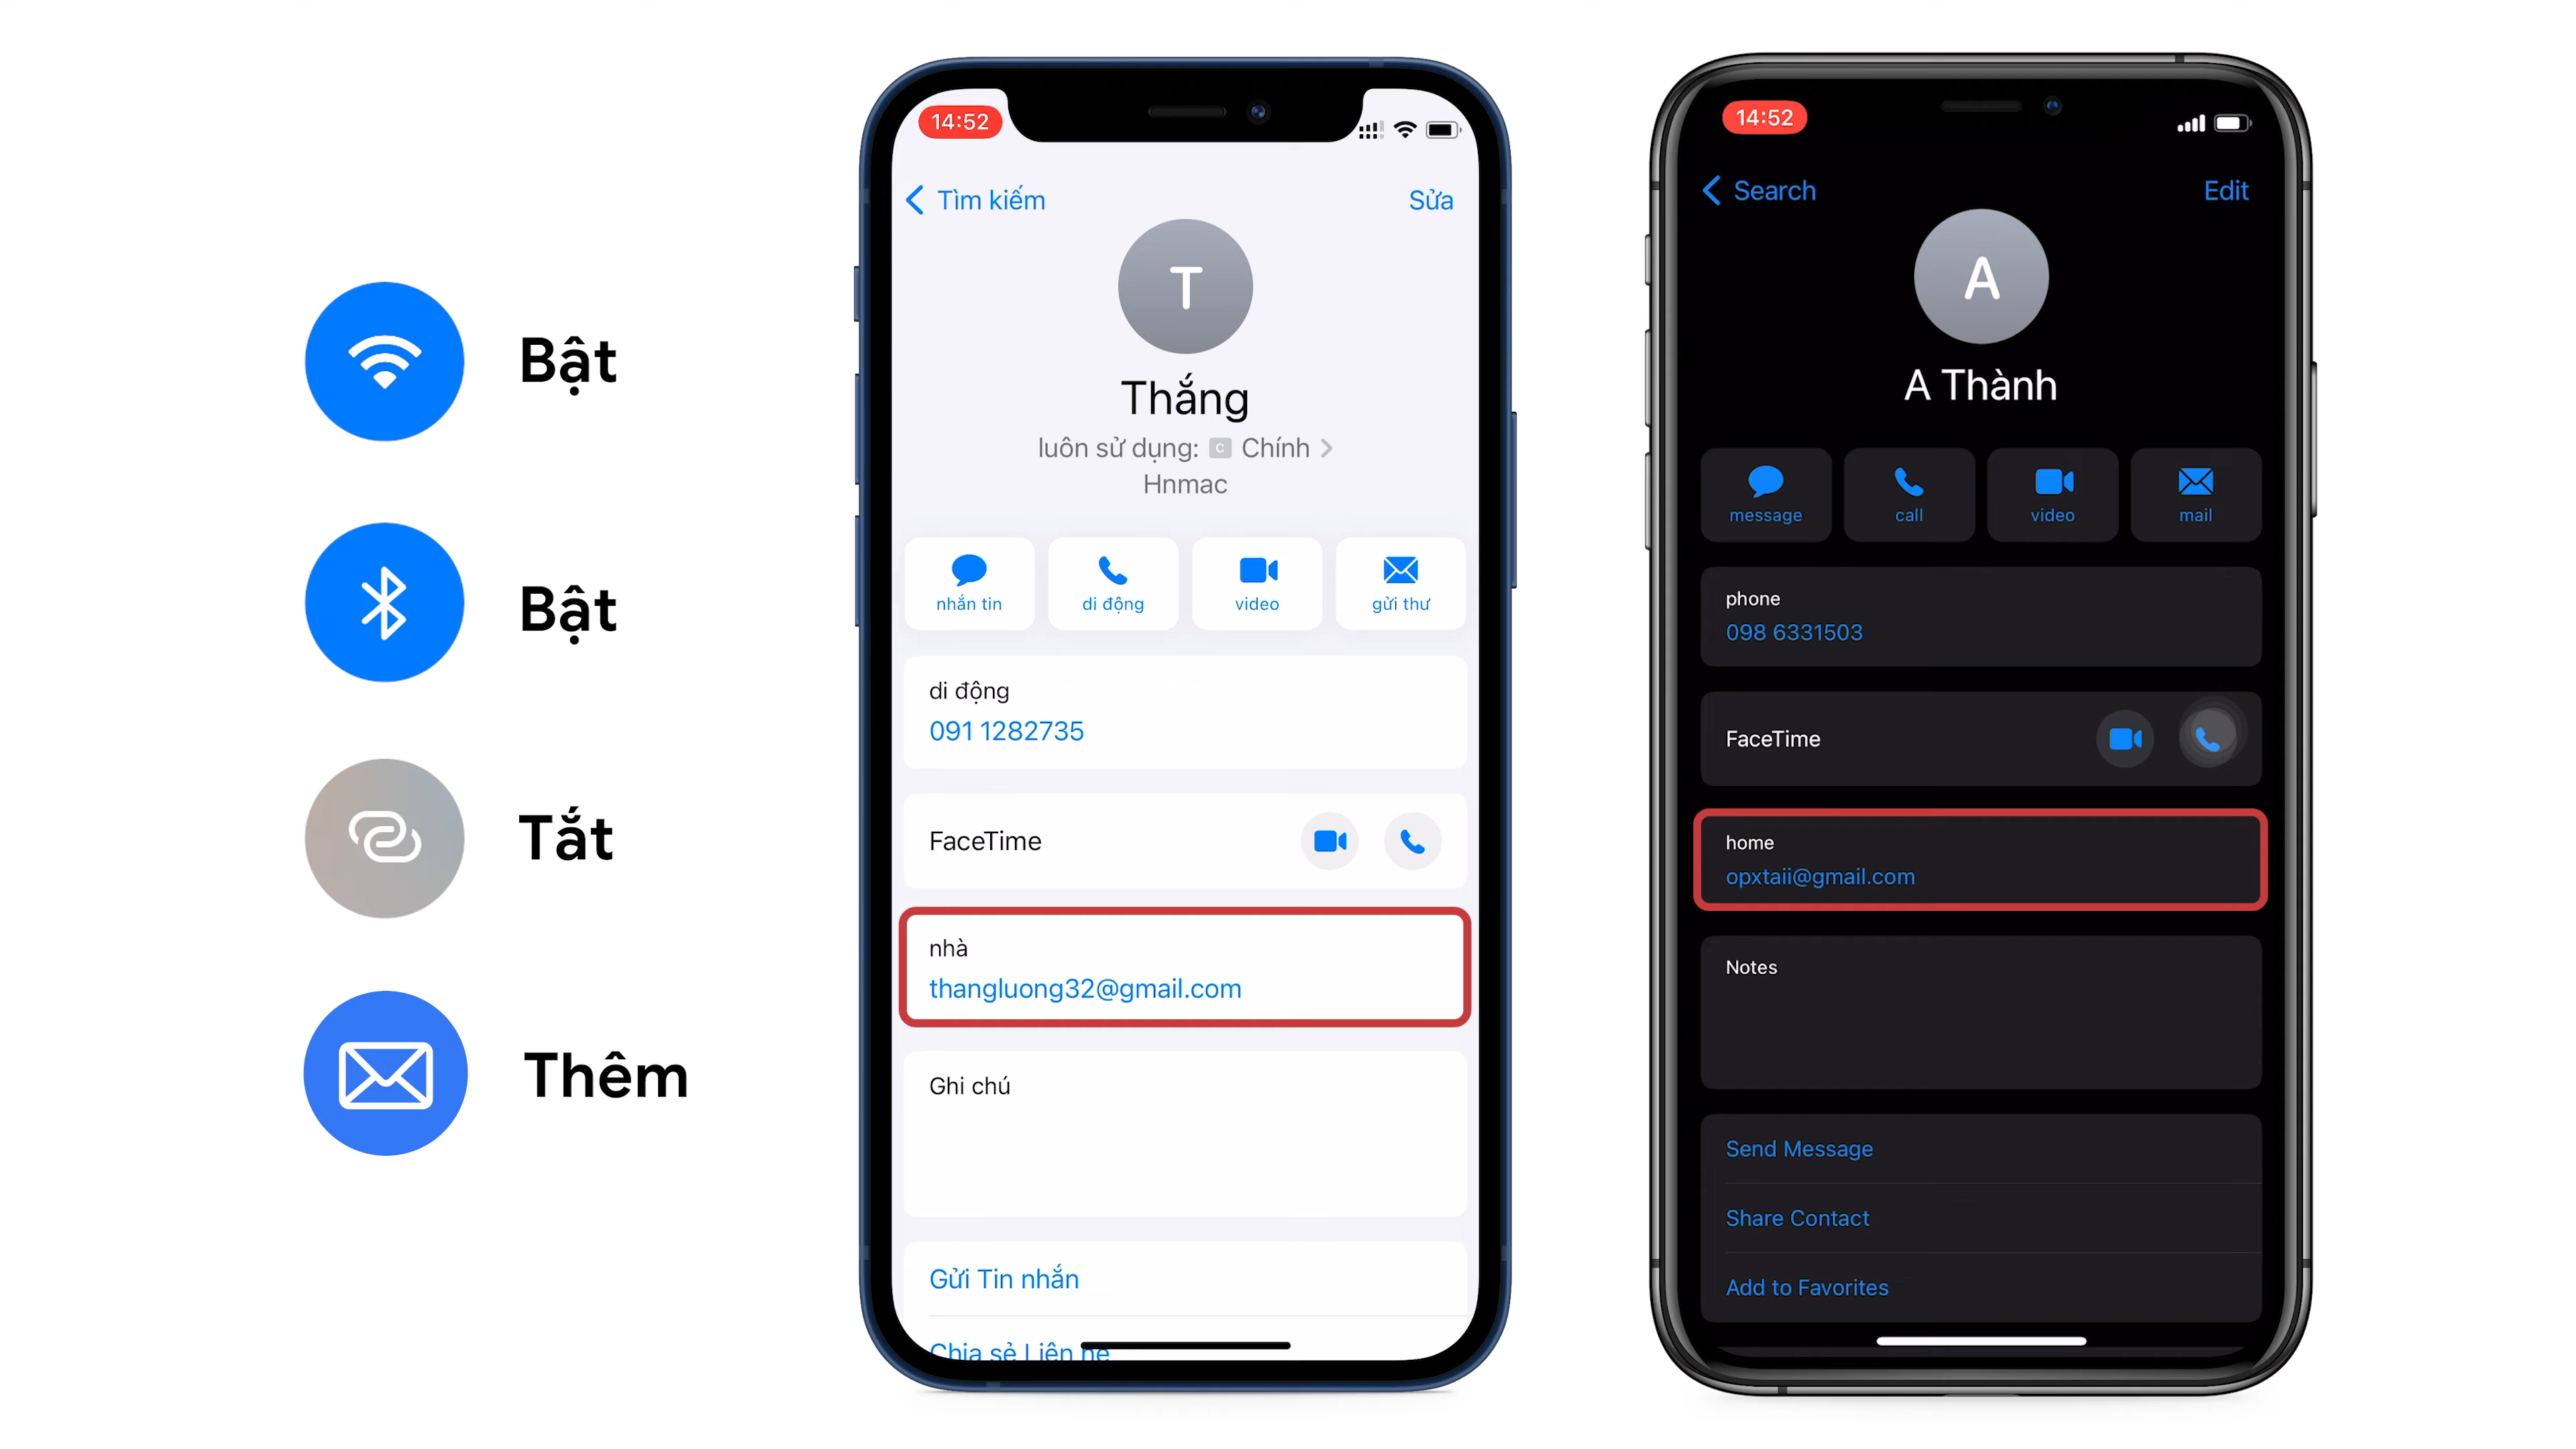 Bật
Bật
Tắt
Thêm
14:52
Tìm kiếm
Sửa
T
Thắng
luôn sử dụng: C Chính
Hnmac
nhắn tin
di động
video
gửi thư
di động
091 1282735
FaceTime
nhà
thangluong32@gmail.com
Ghi chú
Gửi Tin nhắn
Chia sẻ Liên hệ
14:52
Search
Edit
A
A Thành
message
call
video
mail
phone
098 6331503
FaceTime
home
opxtaii@gmail.com
Notes
Send Message
Share Contact
Add to Favorites